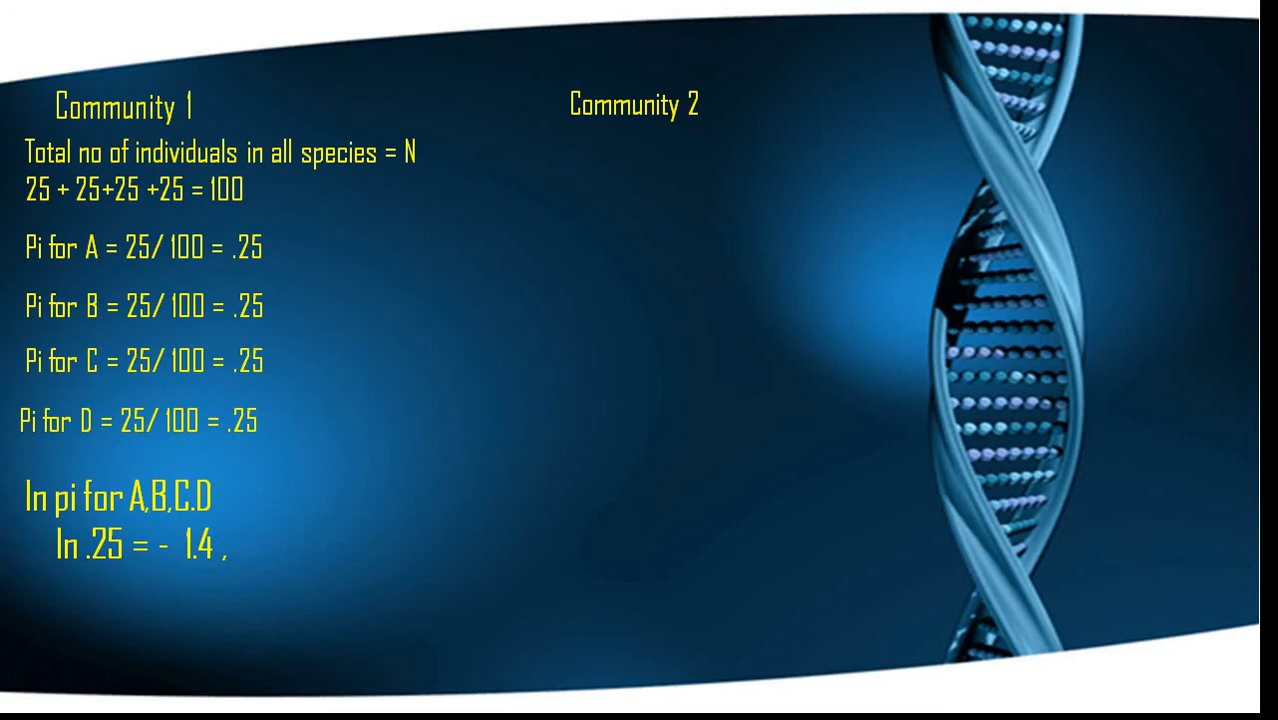 Community 1
Community 2
Total no of individuals in all species = N
25 + 25+25 +25 = 100
Pi for A = 25/ 100 = .25
Pi for B = 25/ 100 = .25
Pi for C = 25/ 100 = .25
Pi for D = 25/ 100 = .25
ln pi for A,B,C.D
ln .25 = - 1.4 ,